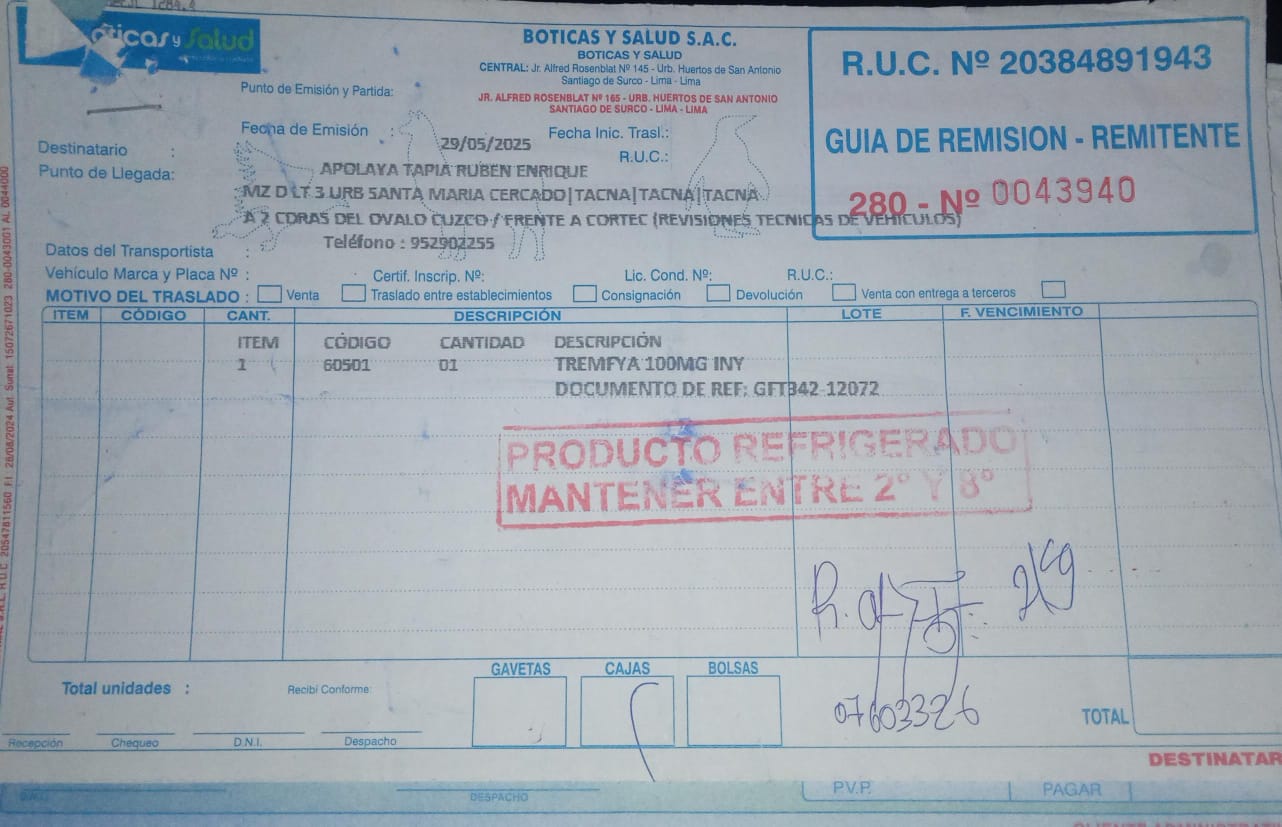 ticas y Salud
BOTICAS Y SALUD S.A.C.
BOTICAS Y SALUD
CENTRAL: Jr. Alfred Rosenblat Nº 145 - Urb. Huertos de San Antonio
Santiago de Surco - Lima - Lima
JR. ALFRED ROSENBLAT Nº 165 - URB. HUERTOS DE SAN ANTONIO
SANTIAGO DE SURCO - LIMA - LIMA
R.U.C. Nº 20384891943
GUIA DE REMISION - REMITENTE
280 - Nº 0043940
Punto de Emisión y Partida:
Fecha de Emisión : 29/05/2025 Fecha Inic. Trasl.:
Destinatario : APOLAYA TAPIA RUBEN ENRIQUE R.U.C.:
Punto de Llegada: MZ D LT 3 URB SANTA MARIA CERCADO|TACNA|TACNA|TACNA
A 2 CDRAS DEL OVALO CUZCO / FRENTE A CORTEC (REVISIONES TECNICAS DE VEHICULOS)
Teléfono : 952902255
Datos del Transportista :
Vehículo Marca y Placa Nº : Certif. Inscrip. Nº: Lic. Cond. Nº: R.U.C.:
MOTIVO DEL TRASLADO : Venta Traslado entre establecimientos Consignación Devolución Venta con entrega a terceros
ITEM CÓDIGO CANT. DESCRIPCIÓN LOTE F. VENCIMIENTO
ITEM CÓDIGO CANTIDAD DESCRIPCIÓN
1 60501 01 TREMFYA 100MG INY
DOCUMENTO DE REF: GFT342-12072
PRODUCTO REFRIGERADO
MANTENER ENTRE 2° Y 8°
07603326
GAVETAS CAJAS BOLSAS
Total unidades : Recibí Conforme:
TOTAL
Recepción Chequeo D.N.I. Despacho
DESTINATAR
DESPACHO
P.V.P. PAGAR